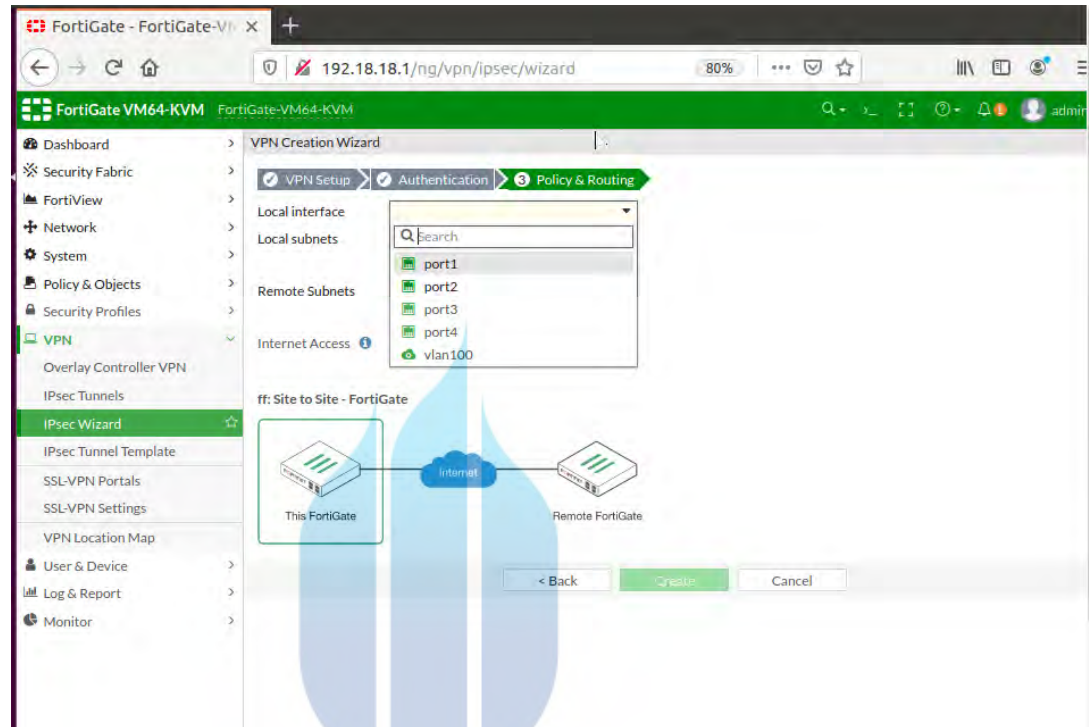 FortiGate - FortiGate-VM
192.18.18.1/ng/vpn/ipsec/wizard 80%
FortiGate VM64-KVM FortiGate-VM64-KVM admin
Dashboard
Security Fabric
FortiView
Network
System
Policy & Objects
Security Profiles
VPN
Overlay Controller VPN
IPsec Tunnels
IPsec Wizard
IPsec Tunnel Template
SSL-VPN Portals
SSL-VPN Settings
VPN Location Map
User & Device
Log & Report
Monitor
VPN Creation Wizard
VPN Setup Authentication 3 Policy & Routing
Local interface
Local subnets
Search
port1
port2
port3
port4
vlan100
Remote Subnets
Internet Access
ff: Site to Site - FortiGate
Internet
This FortiGate Remote FortiGate
< Back Create Cancel